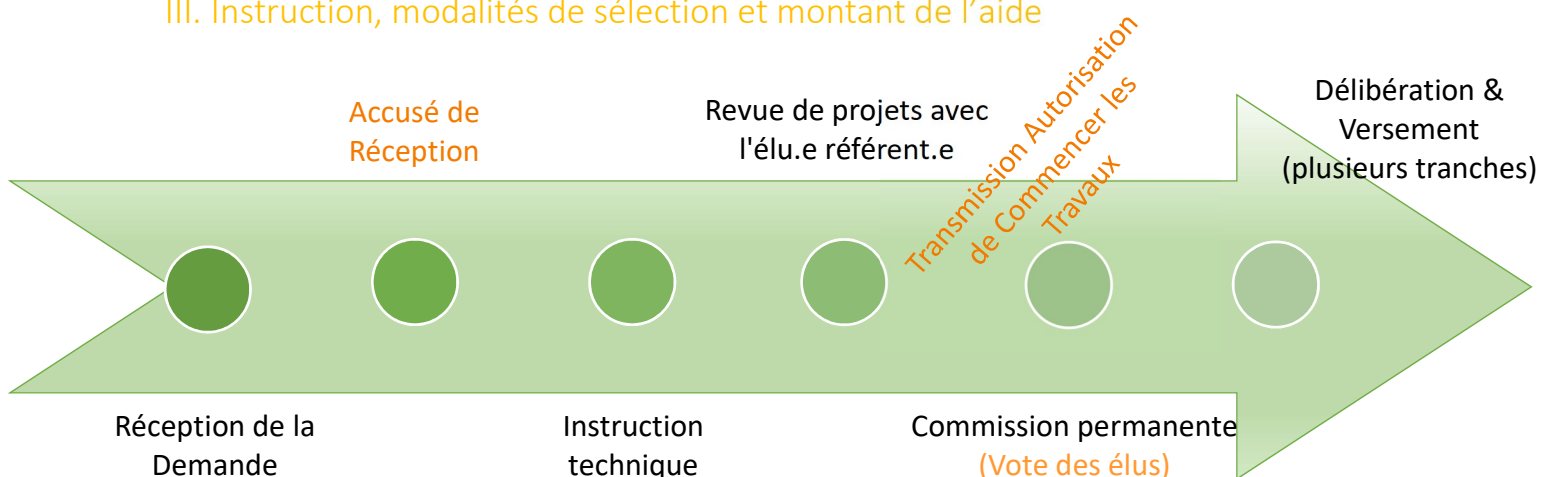 III. Instruction, modalités de sélection et montant de l'aide
Accusé de
Réception
Revue de projets avec
l'élu.e référent.e
Transmission Autorisation
de Commencer les
Travaux
Délibération &
Versement
(plusieurs tranches)
Réception de la
Demande
Instruction
technique
Commission permanente
(Vote des élus)